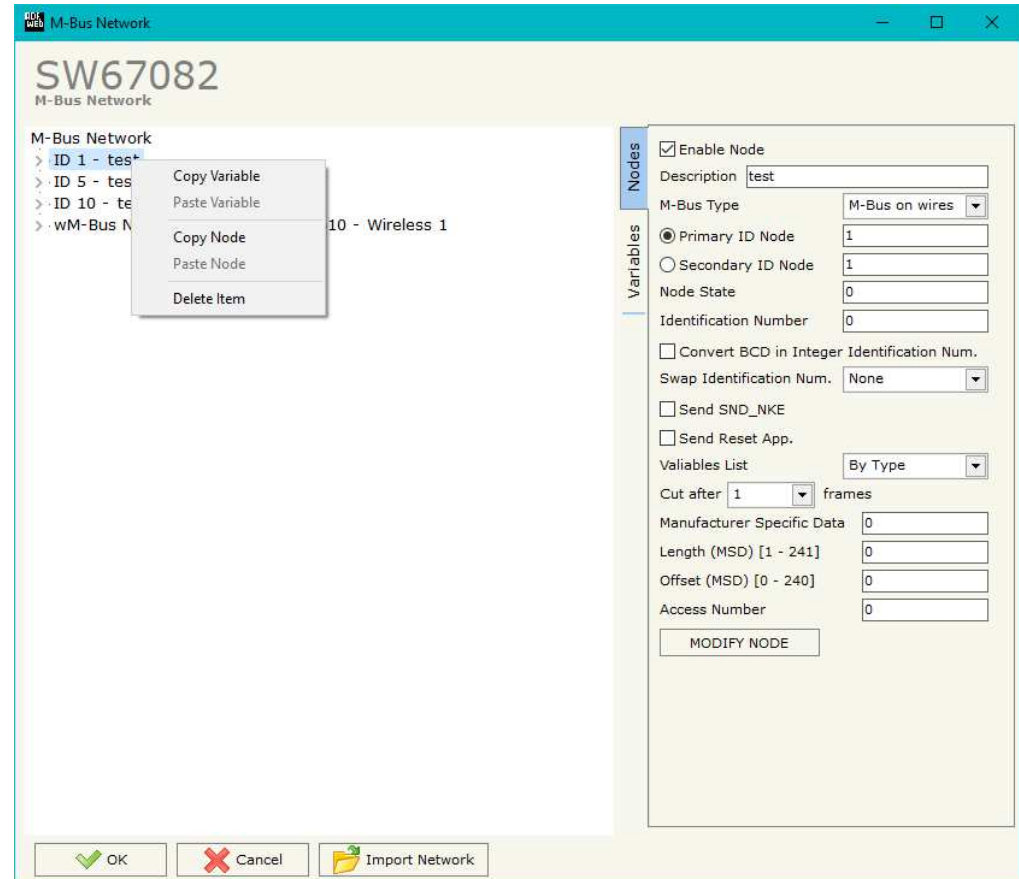 ADF
WEB
M-Bus Network
SW67082
M-Bus Network
M-Bus Network
ID 1 - test
ID 5 - tes
ID 10 - te
wM-Bus N 10 - Wireless 1
Copy Variable
Paste Variable
Copy Node
Paste Node
Delete Item
Nodes
Variables
Enable Node
Description test
M-Bus Type M-Bus on wires
Primary ID Node 1
Secondary ID Node 1
Node State 0
Identification Number 0
Convert BCD in Integer Identification Num.
Swap Identification Num. None
Send SND_NKE
Send Reset App.
Valiables List By Type
Cut after 1 frames
Manufacturer Specific Data 0
Length (MSD) [1 - 241] 0
Offset (MSD) [0 - 240] 0
Access Number 0
MODIFY NODE
OK Cancel Import Network